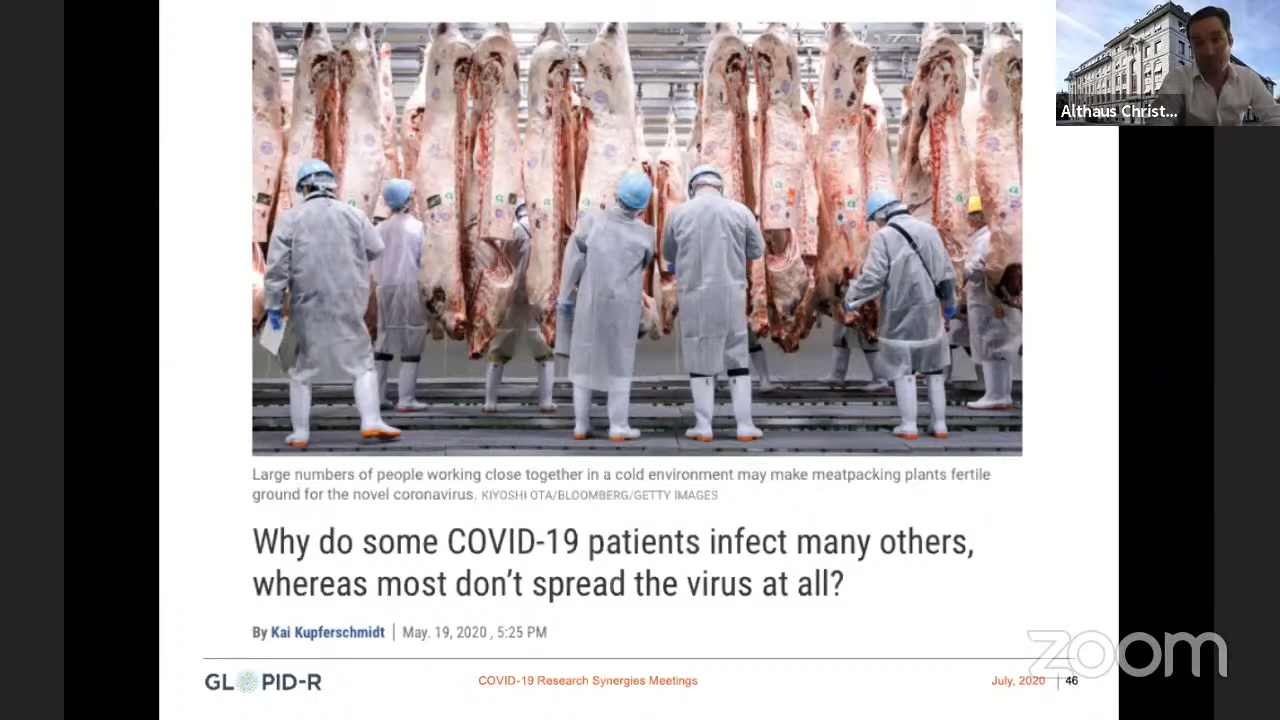 Althaus Christ...
Large numbers of people working close together in a cold environment may make meatpacking plants fertile
ground for the novel coronavirus. KIYOSHI OTA/BLOOMBERG/GETTY IMAGES
Why do some COVID-19 patients infect many others,
whereas most don't spread the virus at all?
By Kai Kupferschmidt | May. 19, 2020 , 5:25 PM
GLOPID-R
COVID-19 Research Synergies Meetings
July, 2020 | 46
zoom